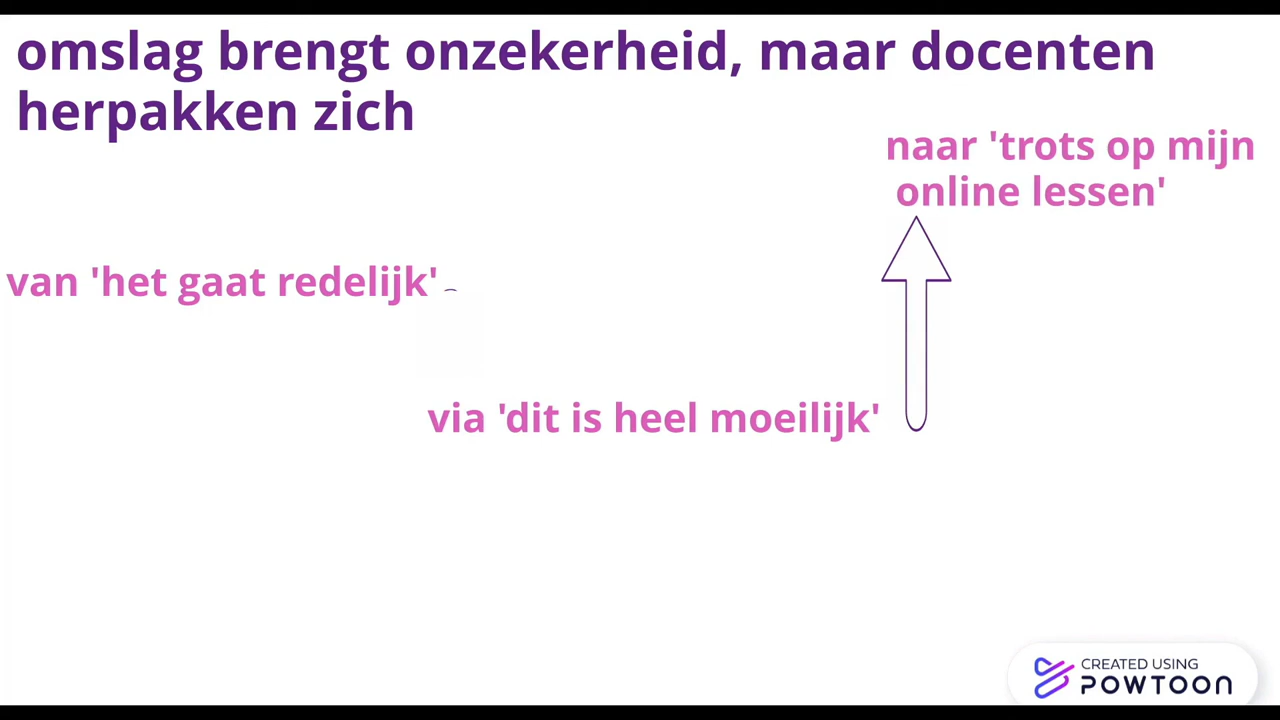 omslag brengt onzekerheid, maar docenten
herpakken zich
naar 'trots op mijn
online lessen'
van 'het gaat redelijk'
via 'dit is heel moeilijk'
CREATED USING
POWTOON